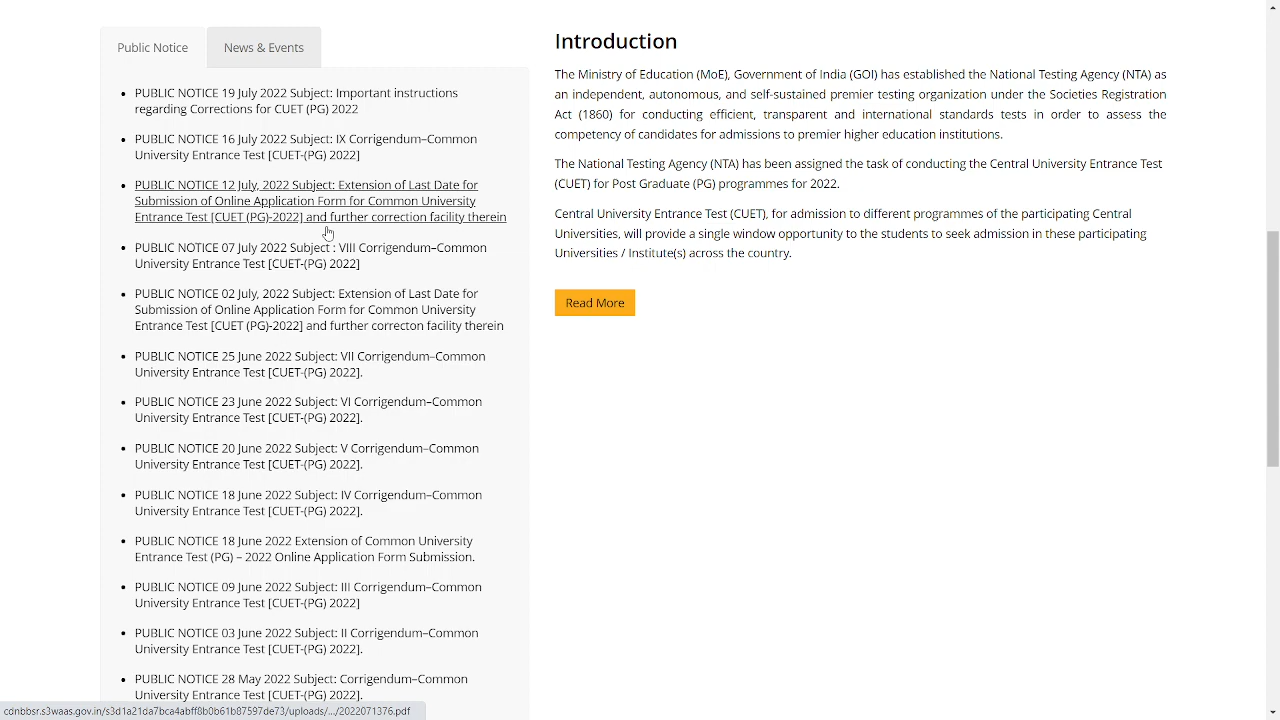 Public Notice
News & Events
PUBLIC NOTICE 19 July 2022 Subject: Important instructions
regarding Corrections for CUET (PG) 2022
PUBLIC NOTICE 16 July 2022 Subject: IX Corrigendum–Common
University Entrance Test [CUET-(PG) 2022]
PUBLIC NOTICE 12 July, 2022 Subject: Extension of Last Date for
Submission of Online Application Form for Common University
Entrance Test [CUET (PG)-2022] and further correction facility therein
PUBLIC NOTICE 07 July 2022 Subject : VIII Corrigendum–Common
University Entrance Test [CUET-(PG) 2022]
PUBLIC NOTICE 02 July, 2022 Subject: Extension of Last Date for
Submission of Online Application Form for Common University
Entrance Test [CUET (PG)-2022] and further correcton facility therein
PUBLIC NOTICE 25 June 2022 Subject: VII Corrigendum–Common
University Entrance Test [CUET-(PG) 2022].
PUBLIC NOTICE 23 June 2022 Subject: VI Corrigendum–Common
University Entrance Test [CUET-(PG) 2022].
PUBLIC NOTICE 20 June 2022 Subject: V Corrigendum–Common
University Entrance Test [CUET-(PG) 2022].
PUBLIC NOTICE 18 June 2022 Subject: IV Corrigendum–Common
University Entrance Test [CUET-(PG) 2022].
PUBLIC NOTICE 18 June 2022 Extension of Common University
Entrance Test (PG) – 2022 Online Application Form Submission.
PUBLIC NOTICE 09 June 2022 Subject: III Corrigendum–Common
University Entrance Test [CUET-(PG) 2022]
PUBLIC NOTICE 03 June 2022 Subject: II Corrigendum–Common
University Entrance Test [CUET-(PG) 2022].
PUBLIC NOTICE 28 May 2022 Subject: Corrigendum–Common
University Entrance Test [CUET-(PG) 2022].
Introduction
The Ministry of Education (MoE), Government of India (GOI) has established the National Testing Agency (NTA) as
an independent, autonomous, and self-sustained premier testing organization under the Societies Registration
Act (1860) for conducting efficient, transparent and international standards tests in order to assess the
competency of candidates for admissions to premier higher education institutions.
The National Testing Agency (NTA) has been assigned the task of conducting the Central University Entrance Test
(CUET) for Post Graduate (PG) programmes for 2022.
Central University Entrance Test (CUET), for admission to different programmes of the participating Central
Universities, will provide a single window opportunity to the students to seek admission in these participating
Universities / Institute(s) across the country.
Read More
cdnbbsr.s3waas.gov.in/s3d1a21da7bca4abff8b0b61b87597de73/uploads/.../2022071376.pdf